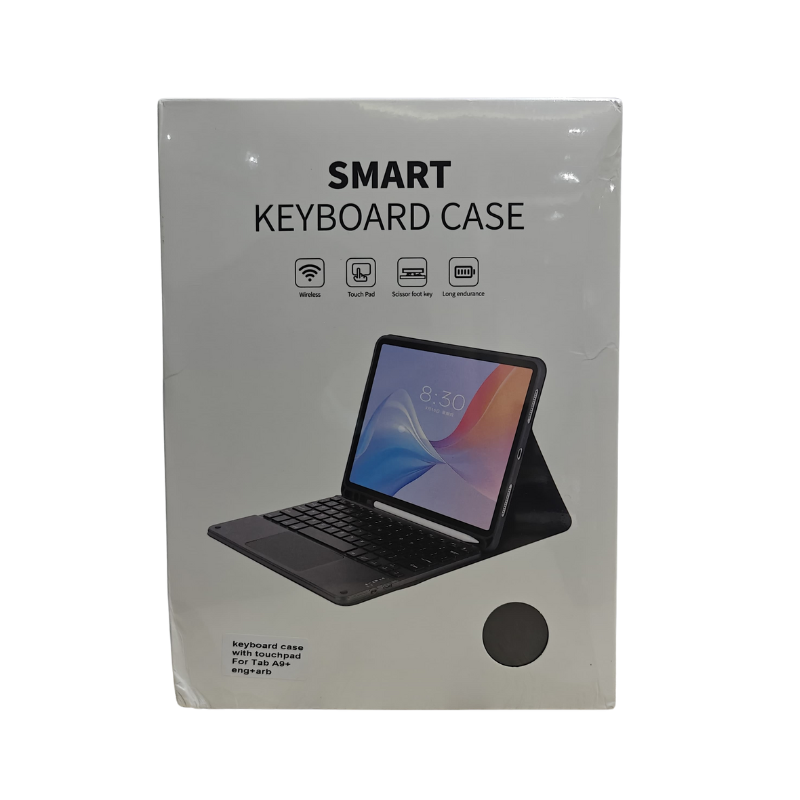 SMART
KEYBOARD CASE
Wireless
Touch Pad
Scissor foot key
Long endurance
8:30
keyboard case
with touchpad
For Tab A9+
eng+arb